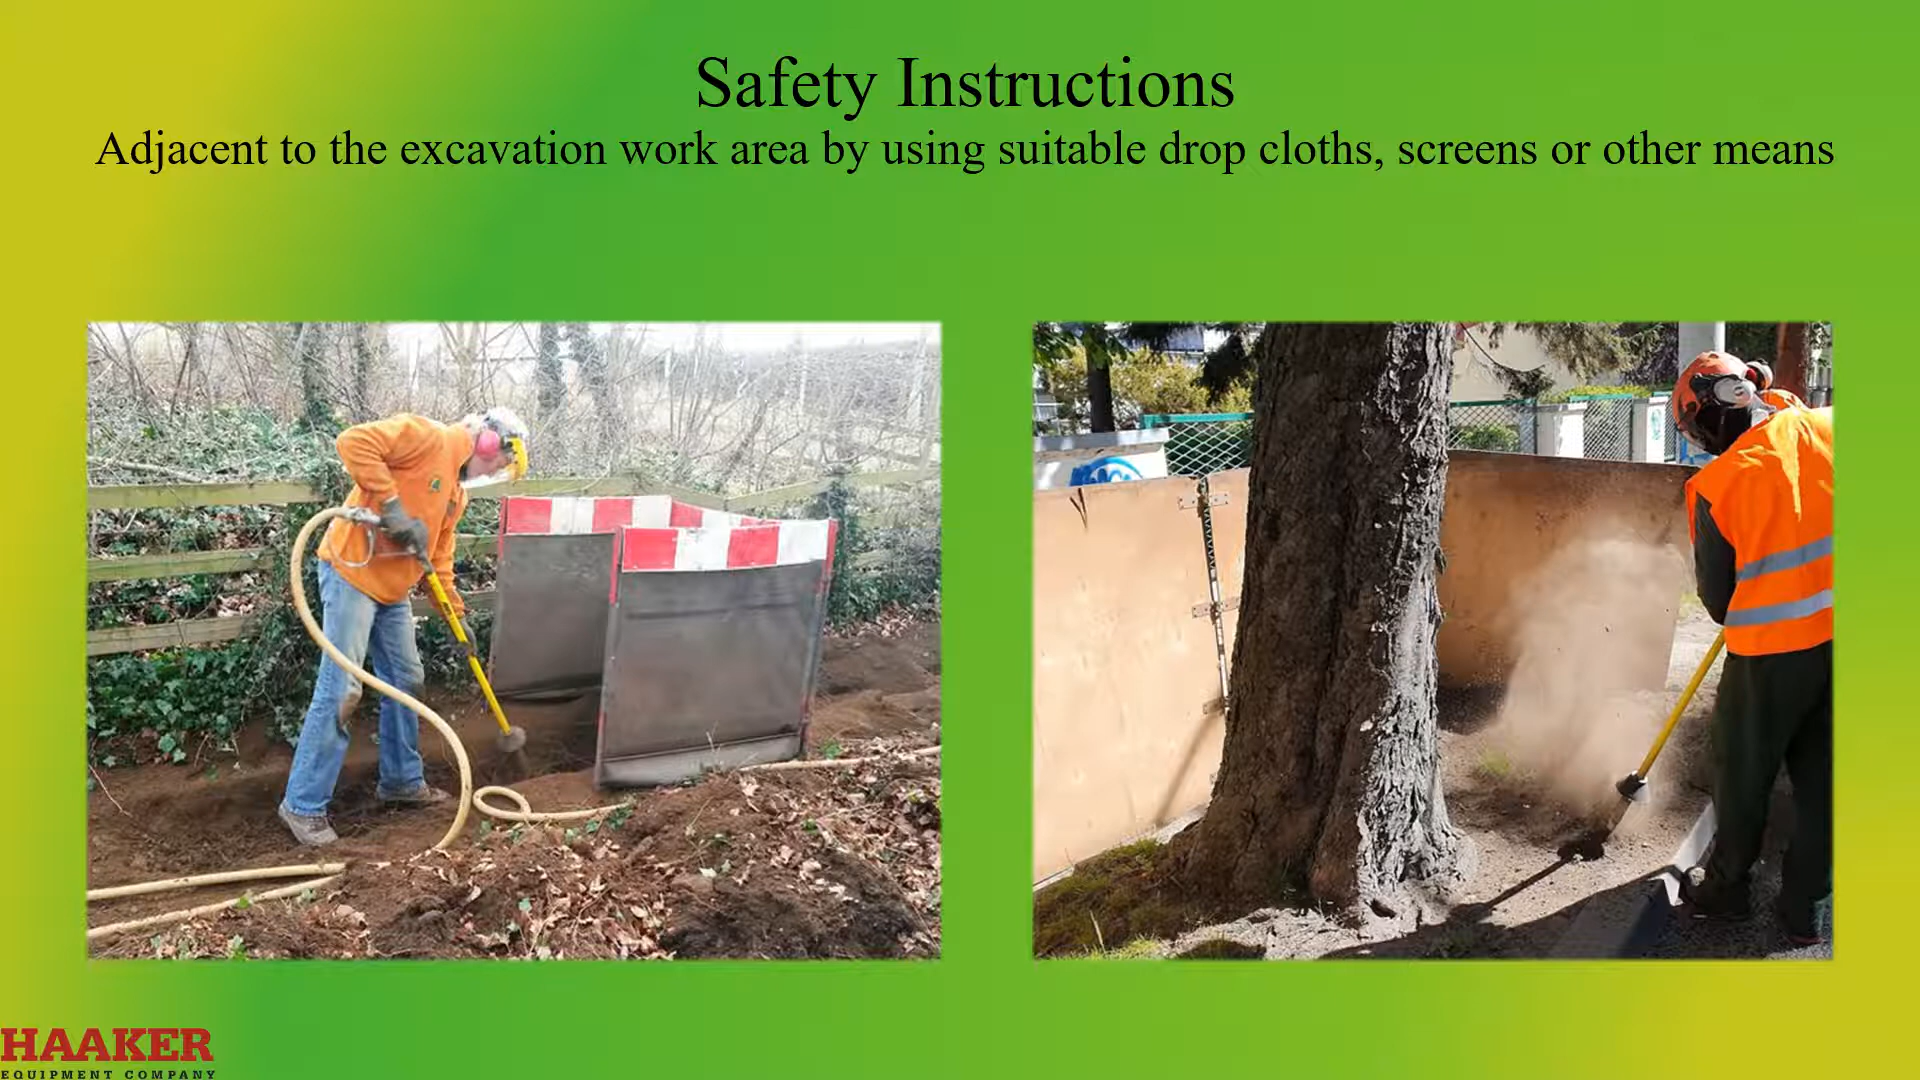 Safety Instructions
Adjacent to the excavation work area by using suitable drop cloths, screens or other means
HAAKER
EQUIPMENT COMPANY